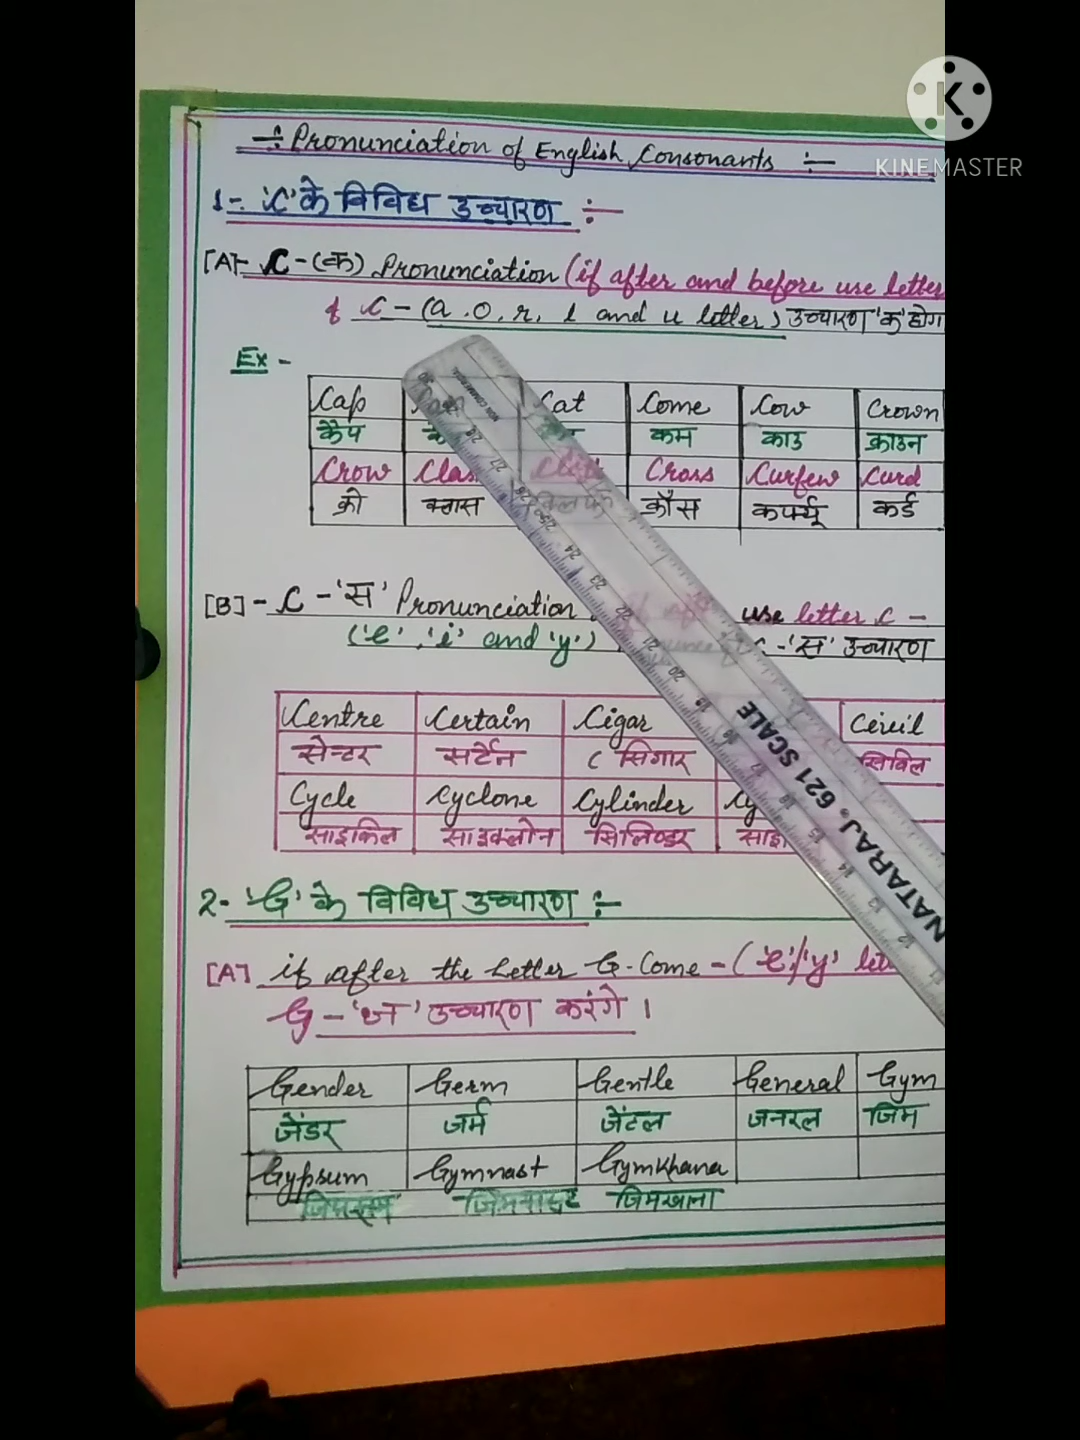 KINEMASTER
÷ Pronunciation of English Consonants ÷
1- 'C' के विविध उच्चारण :-
[A]- C-(क) Pronunciation (if after and before use letter
of C - (a, o, r, l and u letter) उच्चारण 'क' होग
Ex -
Cap Cat Come Cow Crown
कैप कम काउ क्राउन
Crow Clas Cross Curfew Curd
क्रो क्लास क्रौस कर्फ्यू कर्ड
[B]- C - 'स' Pronunciation use letter C -
('e', 'i' and 'y') C - 'स' उच्चारण
Centre Certain Cigar Civil
सेन्टर सर्टेन सिगार सिविल
Cycle Cyclone Cylinder Cy
साइकिल साइक्लोन सिलिण्डर साइ
NATARAJ. 621 SCALE
2- 'G' के विविध उच्चारण :-
[A] if after the Letter G-Come - ('e'/'y' let
G - 'ज' उच्चारण करंगे ।
Gender Germ Gentle General Gym
जेंडर जर्म जेंटल जनरल जिम
Gypsum Gymnast Gymkhana
जिमखाना